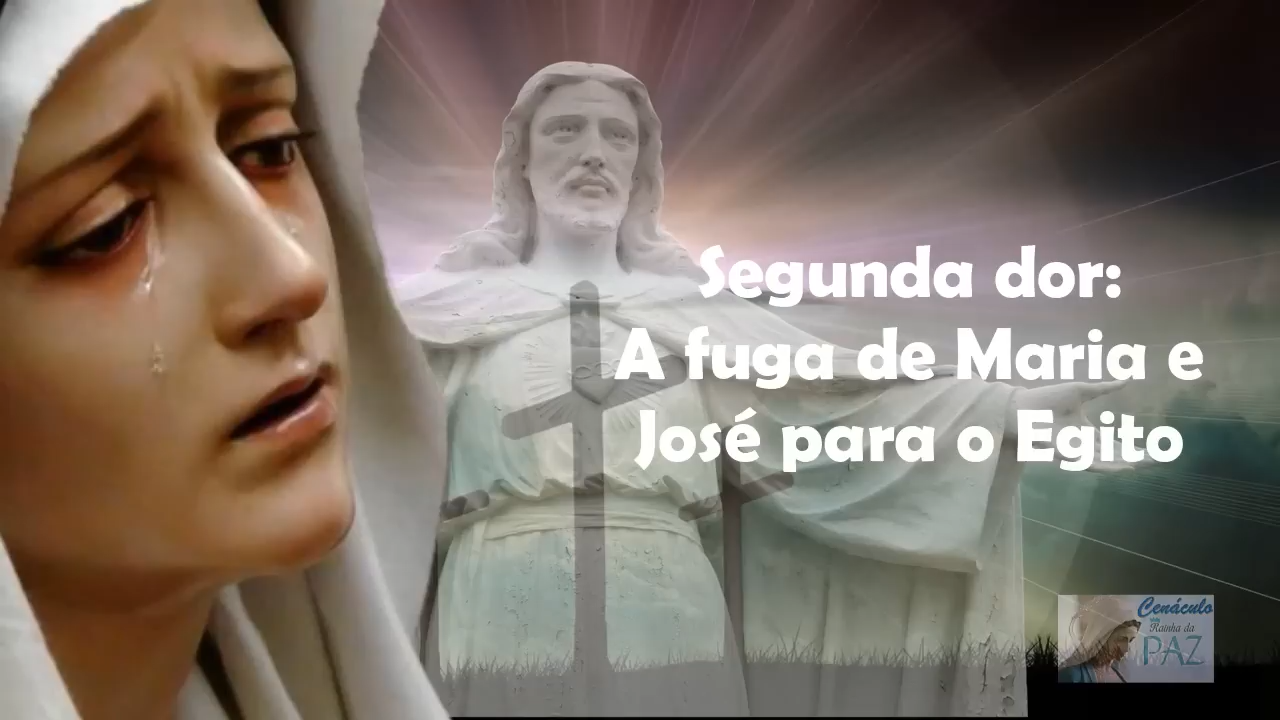 Segunda dor:
A fuga de Maria e
José para o Egito
Cenáculo
Rainha da
PAZ